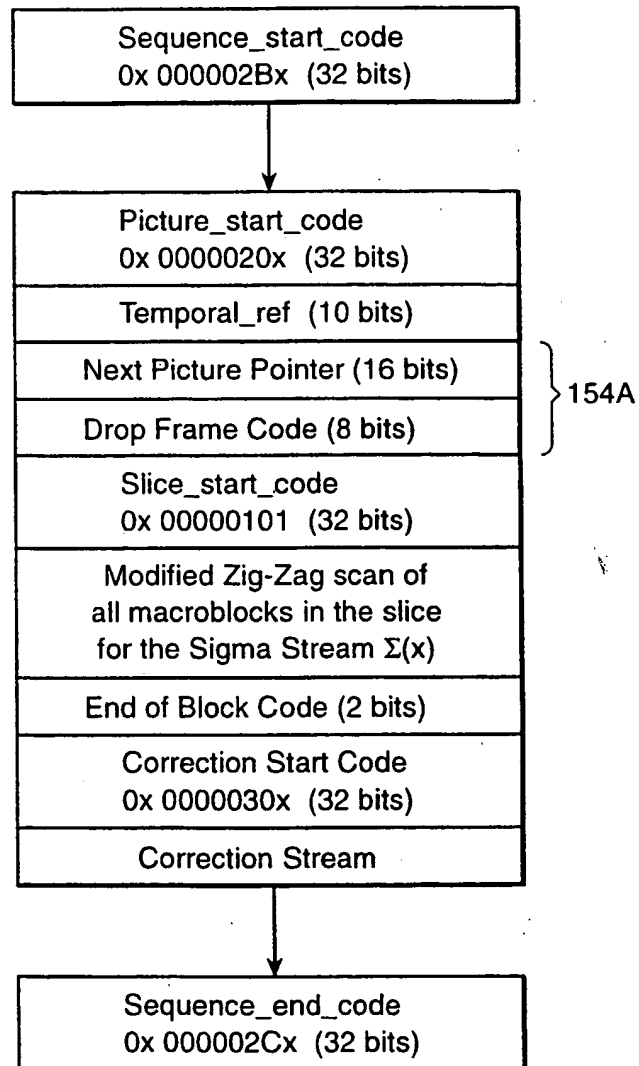 Sequence_start_code
0x 000002Bx (32 bits)
Picture_start_code
0x 0000020x (32 bits)
Temporal_ref (10 bits)
Next Picture Pointer (16 bits)
Drop Frame Code (8 bits)
154A
Slice_start_code
0x 00000101 (32 bits)
Modified Zig-Zag scan of
all macroblocks in the slice
for the Sigma Stream Σ(x)
End of Block Code (2 bits)
Correction Start Code
0x 0000030x (32 bits)
Correction Stream
Sequence_end_code
0x 000002Cx (32 bits)